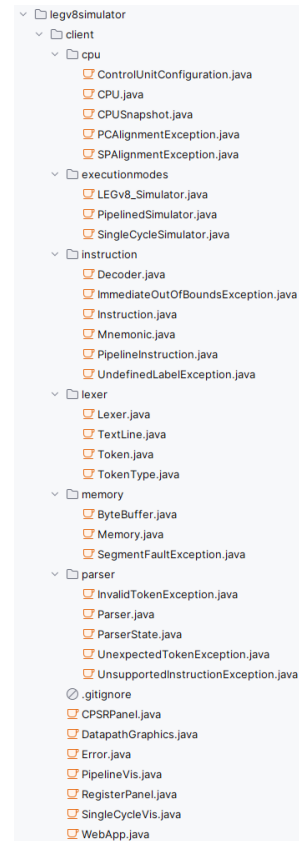 legv8simulator
client
cpu
ControlUnitConfiguration.java
CPU.java
CPUSnapshot.java
PCAlignmentException.java
SPAlignmentException.java
executionmodes
LEGv8_Simulator.java
PipelinedSimulator.java
SingleCycleSimulator.java
instruction
Decoder.java
ImmediateOutOfBoundsException.java
Instruction.java
Mnemonic.java
PipelineInstruction.java
UndefinedLabelException.java
lexer
Lexer.java
TextLine.java
Token.java
TokenType.java
memory
ByteBuffer.java
Memory.java
SegmentFaultException.java
parser
InvalidTokenException.java
Parser.java
ParserState.java
UnexpectedTokenException.java
UnsupportedInstructionException.java
.gitignore
CPSRPanel.java
DatapathGraphics.java
Error.java
PipelineVis.java
RegisterPanel.java
SingleCycleVis.java
WebApp.java